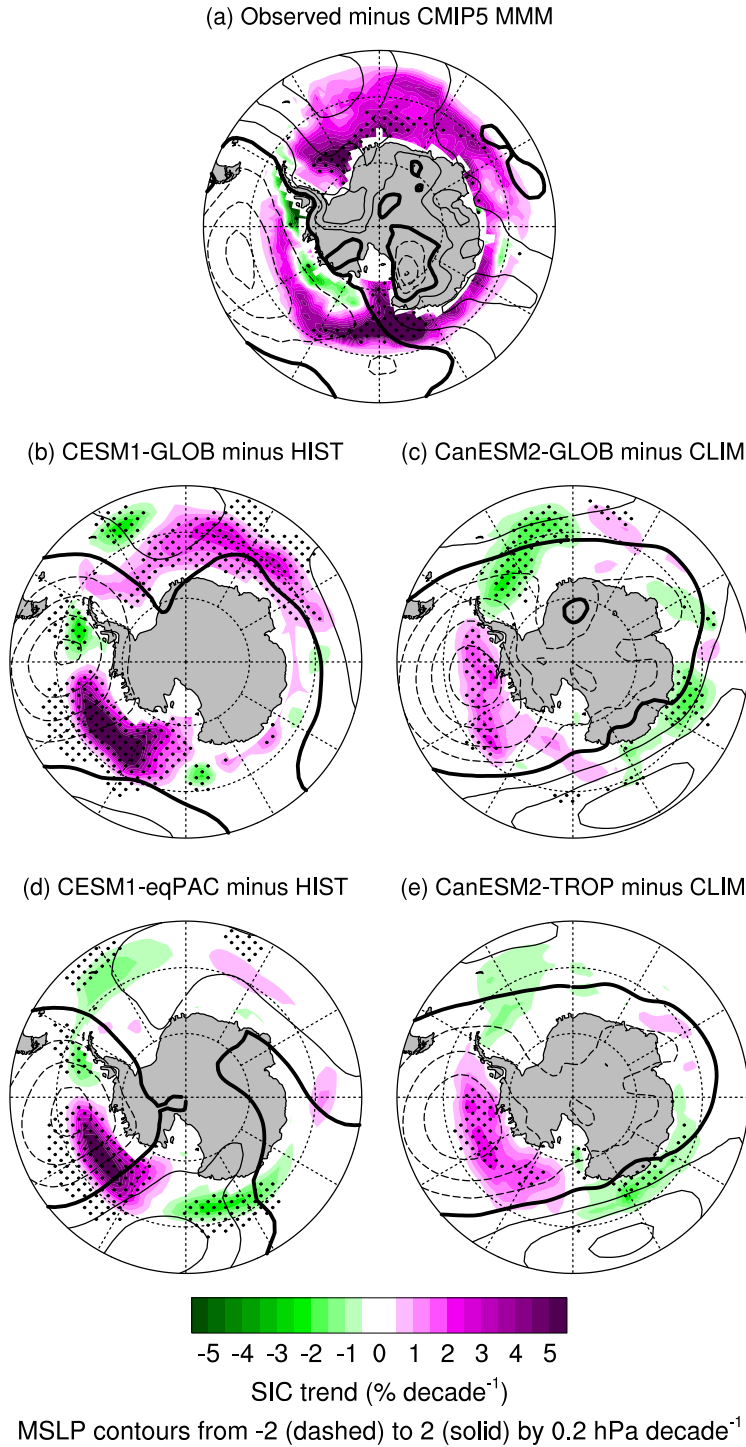 (a) Observed minus CMIP5 MMM
(b) CESM1-GLOB minus HIST
(c) CanESM2-GLOB minus CLIM
(d) CESM1-eqPAC minus HIST
(e) CanESM2-TROP minus CLIM
-5 -4 -3 -2 -1 0 1 2 3 4 5
SIC trend (% decade⁻¹)
MSLP contours from -2 (dashed) to 2 (solid) by 0.2 hPa decade⁻¹